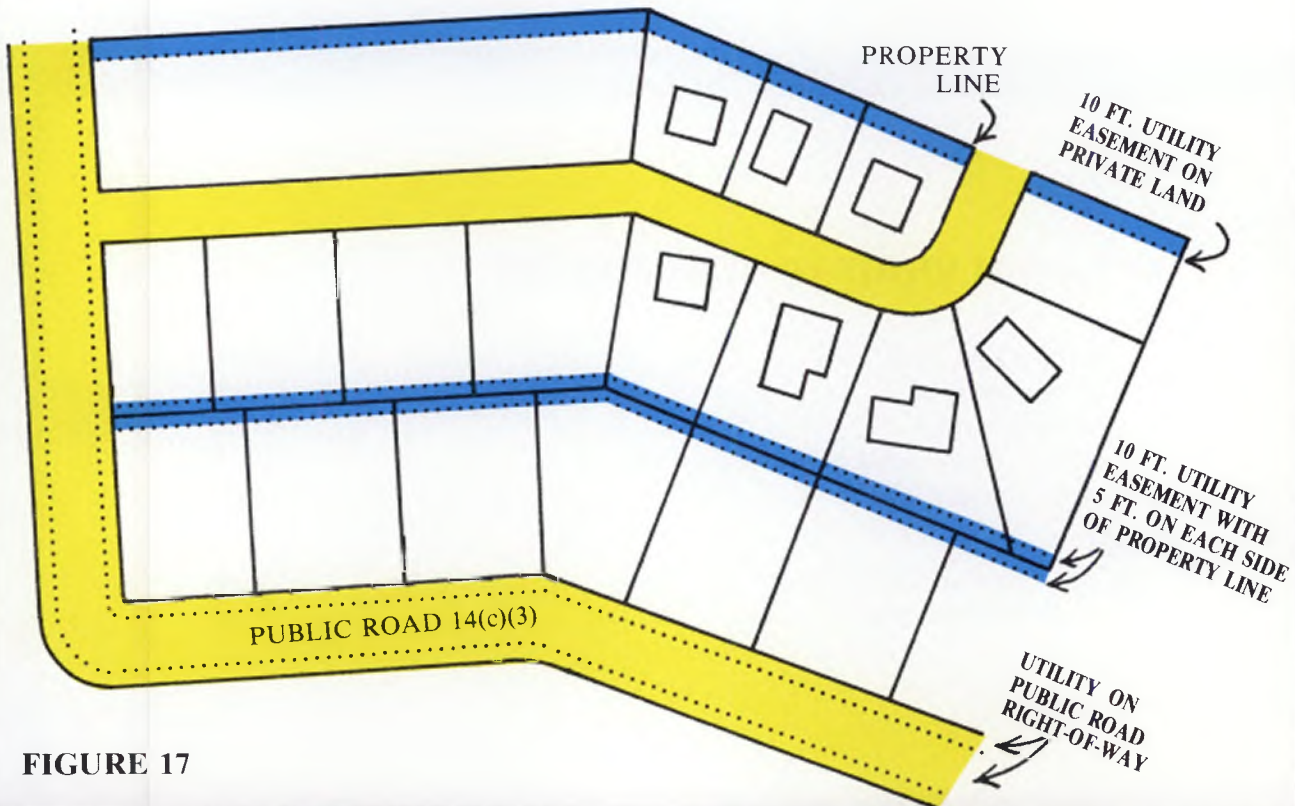 PROPERTY
LINE
10 FT. UTILITY
EASEMENT ON
PRIVATE LAND
10 FT. UTILITY
EASEMENT WITH
5 FT. ON EACH SIDE
OF PROPERTY LINE
PUBLIC ROAD 14(c)(3)
UTILITY ON
PUBLIC ROAD
RIGHT-OF-WAY
FIGURE 17